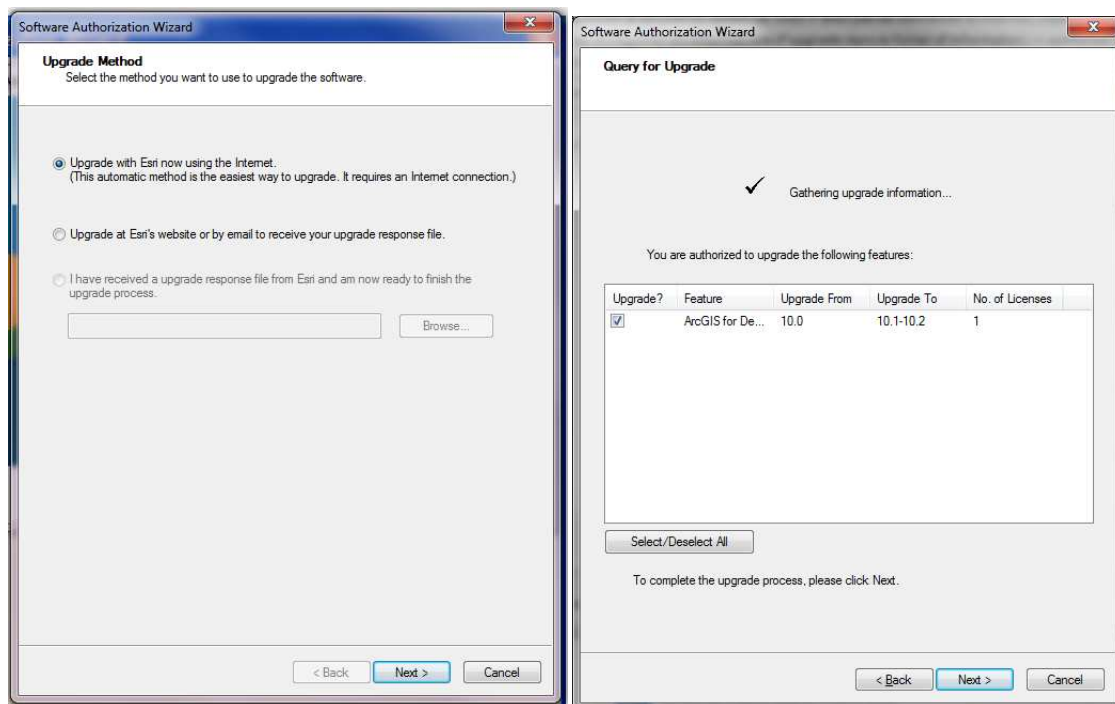 Software Authorization Wizard
Upgrade Method
Select the method you want to use to upgrade the software.
Upgrade with Esri now using the Internet.
(This automatic method is the easiest way to upgrade. It requires an Internet connection.)
Upgrade at Esri's website or by email to receive your upgrade response file.
I have received a upgrade response file from Esri and am now ready to finish the
upgrade process.
Browse...
< Back Next > Cancel
Software Authorization Wizard
Query for Upgrade
Gathering upgrade information...
You are authorized to upgrade the following features:
Upgrade? Feature Upgrade From Upgrade To No. of Licenses
ArcGIS for De... 10.0 10.1-10.2 1
Select/Deselect All
To complete the upgrade process, please click Next.
< Back Next > Cancel